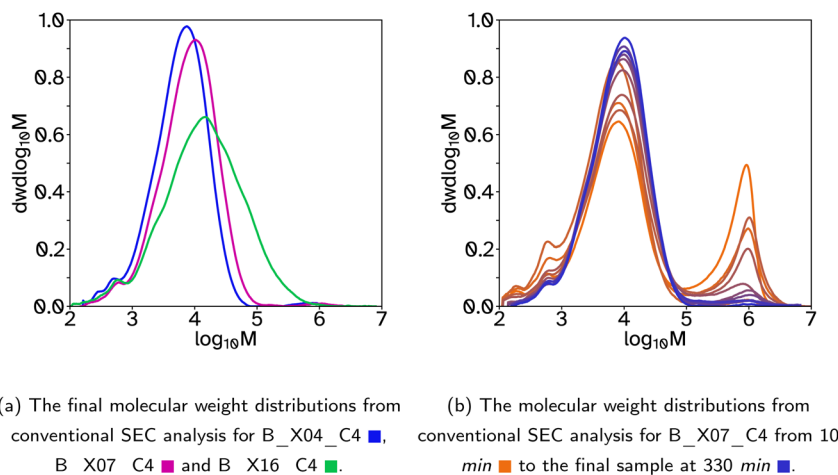 1.0
0.8
0.6
0.4
0.2
0.0
dwdlog10M
2 3 4 5 6 7
log10M
1.0
0.8
0.6
0.4
0.2
0.0
dwdlog10M
2 3 4 5 6 7
log10M
a) The final molecular weight distributions from
conventional SEC analysis for B_X04_C4 ■,
B X07 C4 ■ and B X16 C4 ■.
(b) The molecular weight distributions from
conventional SEC analysis for B_X07_C4 from 10
min ■ to the final sample at 330 min ■.